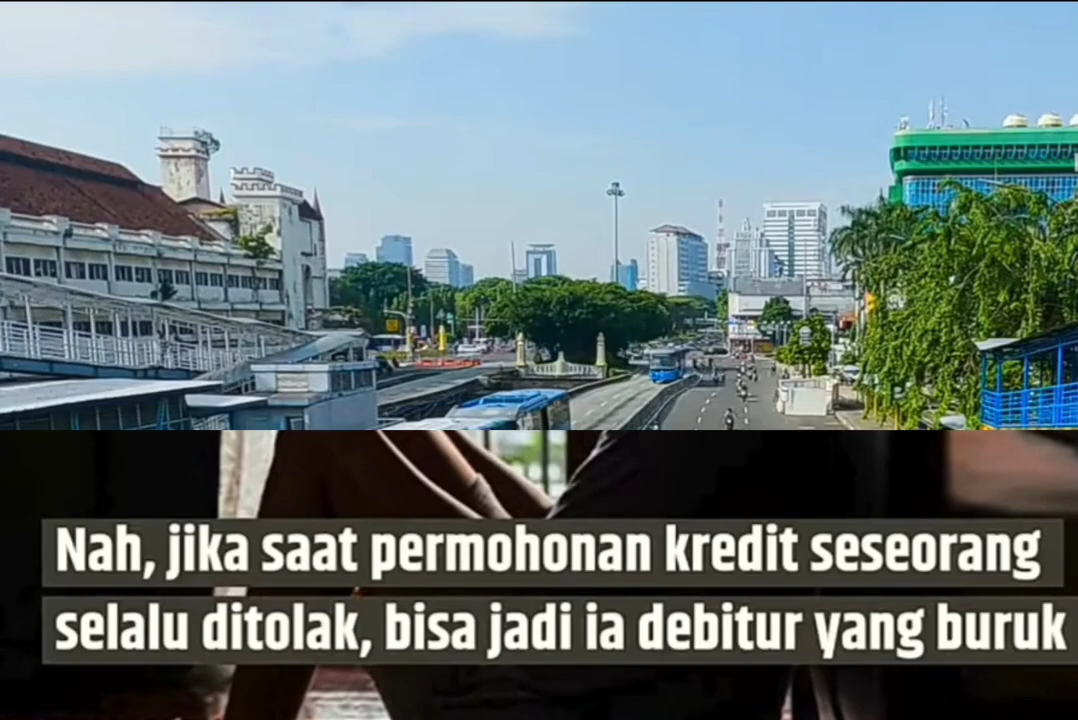 Nah, jika saat permohonan kredit seseorang
selalu ditolak, bisa jadi ia debitur yang buruk